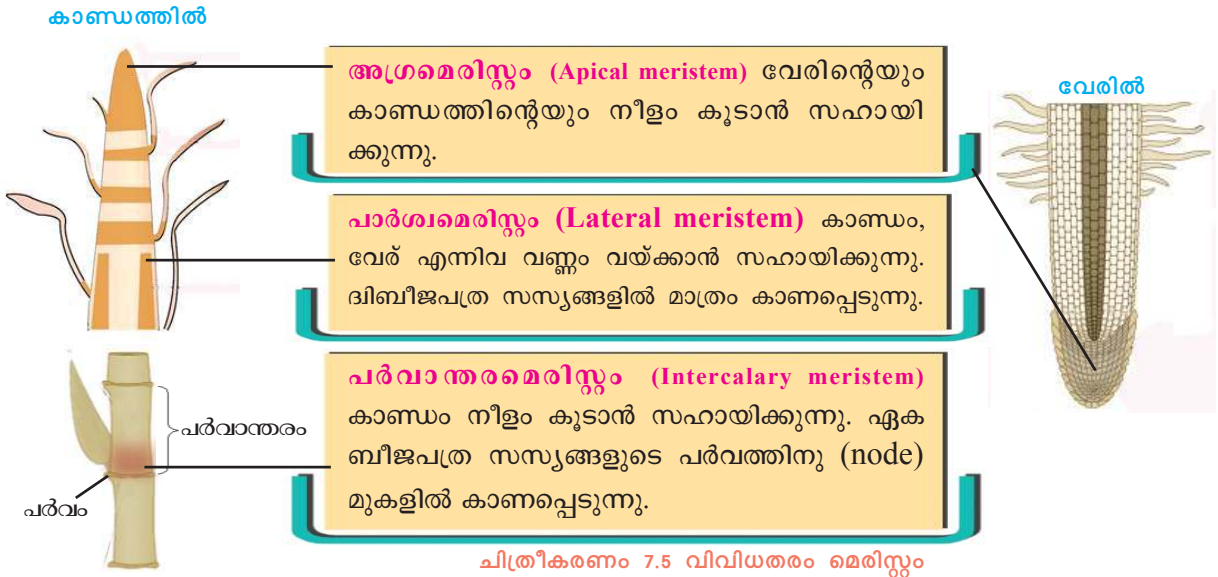 കാണ്ഡത്തിൽ
അഗ്രമെരിസ്റ്റം (Apical meristem) വേരിന്റെയും
കാണ്ഡത്തിന്റെയും നീളം കൂടാൻ സഹായി
ക്കുന്നു.
വേരിൽ
പാർശ്വമെരിസ്റ്റം (Lateral meristem) കാണ്ഡം,
വേര് എന്നിവ വണ്ണം വയ്ക്കാൻ സഹായിക്കുന്നു.
ദ്വിബീജപത്ര സസ്യങ്ങളിൽ മാത്രം കാണപ്പെടുന്നു.
പർവാന്തരമെരിസ്റ്റം (Intercalary meristem)
കാണ്ഡം നീളം കൂടാൻ സഹായിക്കുന്നു. ഏക
ബീജപത്ര സസ്യങ്ങളുടെ പർവത്തിനു (node)
മുകളിൽ കാണപ്പെടുന്നു.
പർവാന്തരം
പർവം
ചിത്രീകരണം 7.5 വിവിധതരം മെരിസ്റ്റം